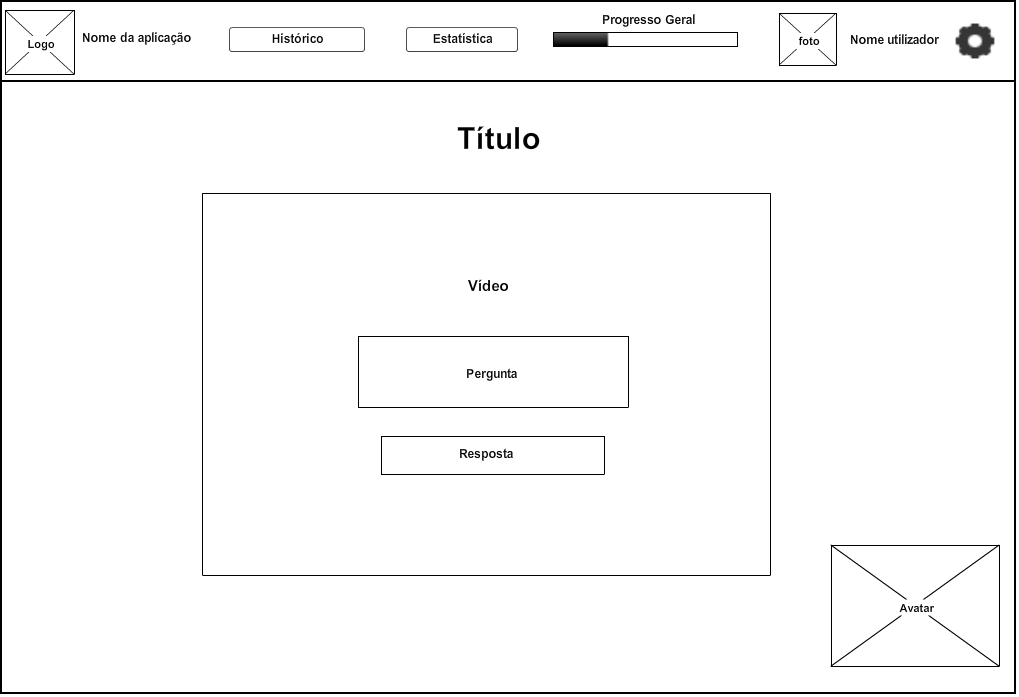 Logo
Nome da aplicação
Histórico
Estatística
Progresso Geral
foto
Nome utilizador
Título
Vídeo
Pergunta
Resposta
Avatar